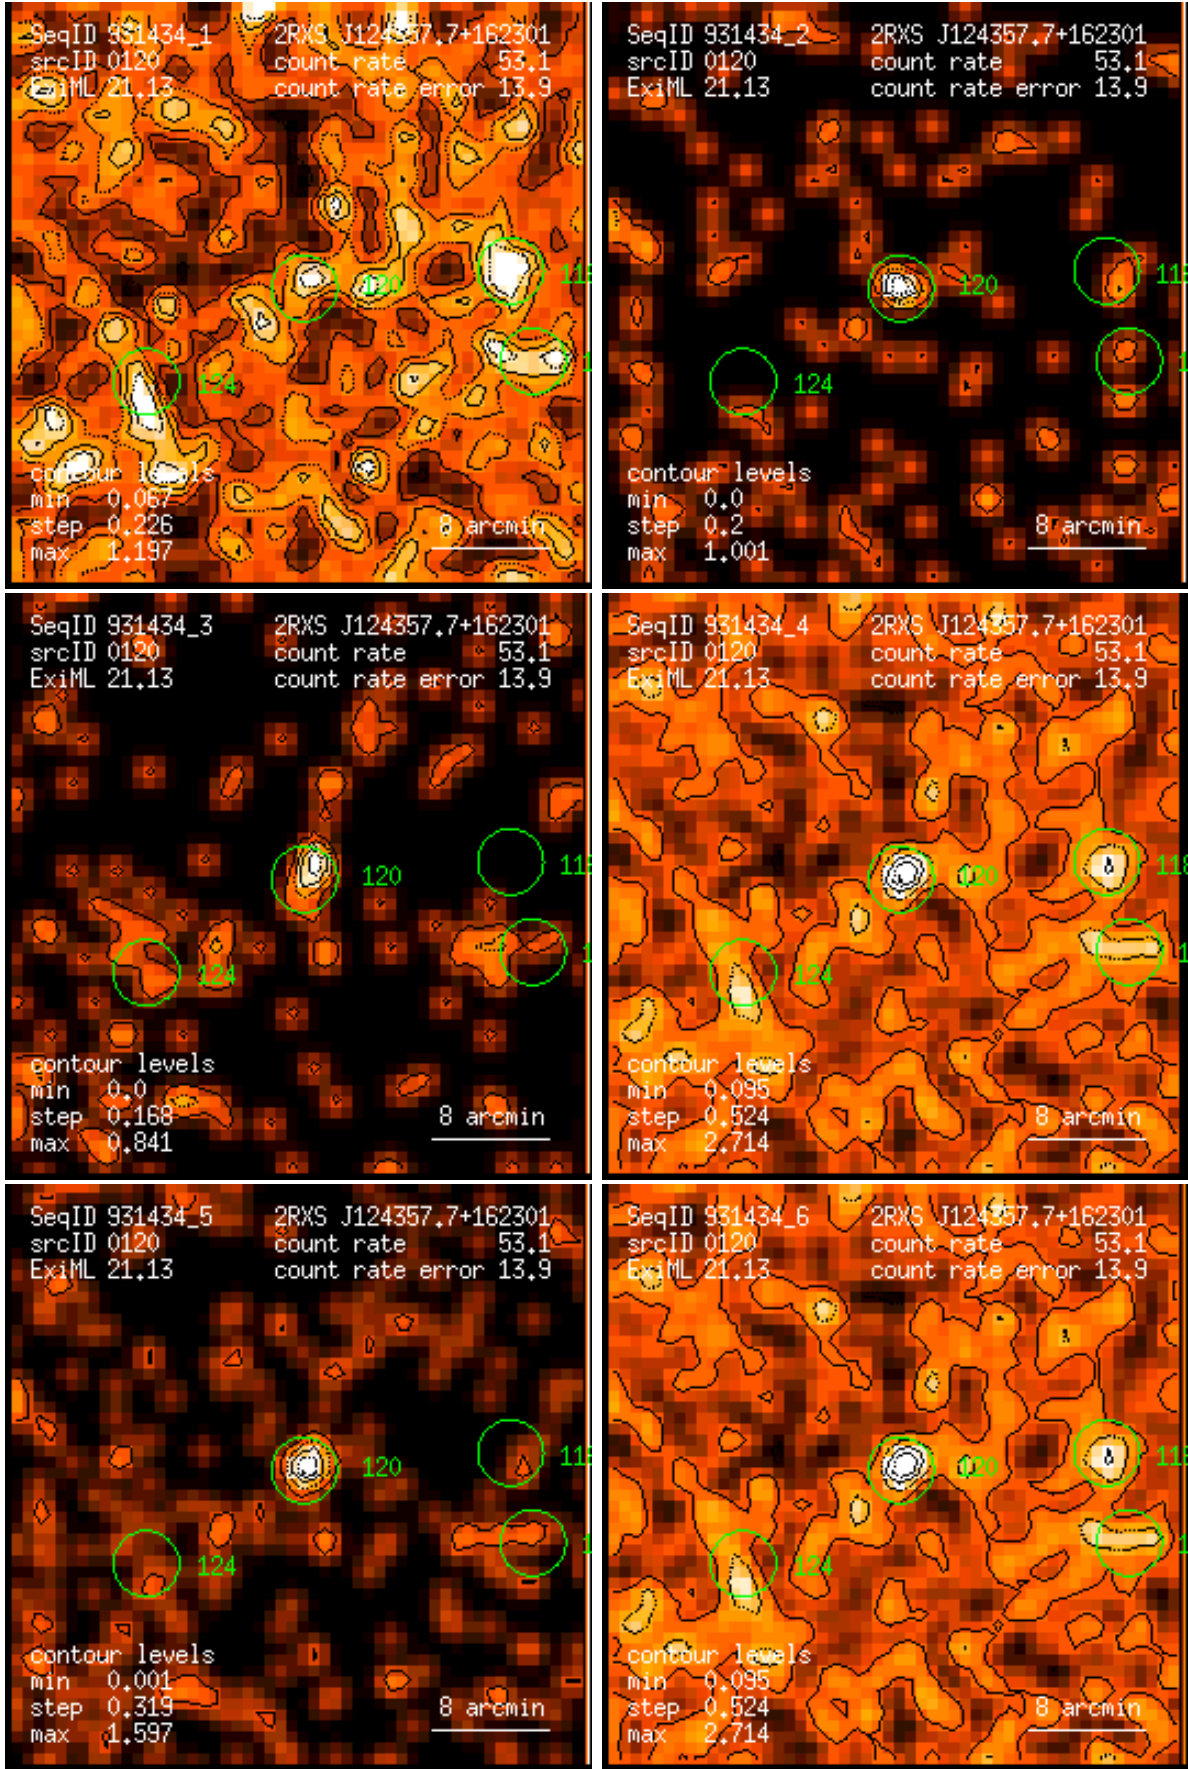 SeqID 931434_1 2RXS J124357.7+162301
srcID 0120 count rate 53.1
ExiML 21.13 count rate error 13.9
120
118
124
contour levels
min 0.067
step 0.226
max 1.197
8 arcmin
SeqID 931434_2 2RXS J124357.7+162301
srcID 0120 count rate 53.1
ExiML 21.13 count rate error 13.9
120
124
contour levels
min 0.0
step 0.2
max 1.001
8 arcmin
SeqID 931434_3 2RXS J124357.7+162301
srcID 0120 count rate 53.1
ExiML 21.13 count rate error 13.9
120
118
124
contour levels
min 0.0
step 0.168
max 0.841
8 arcmin
SeqID 931434_4 2RXS J124357.7+162301
srcID 0120 count rate 53.1
ExiML 21.13 count rate error 13.9
120
118
124
contour levels
min 0.095
step 0.524
max 2.714
8 arcmin
SeqID 931434_5 2RXS J124357.7+162301
srcID 0120 count rate 53.1
ExiML 21.13 count rate error 13.9
120
118
124
contour levels
min 0.001
step 0.319
max 1.597
8 arcmin
SeqID 931434_6 2RXS J124357.7+162301
srcID 0120 count rate 53.1
ExiML 21.13 count rate error 13.9
120
118
124
contour levels
min 0.095
step 0.524
max 2.714
8 arcmin